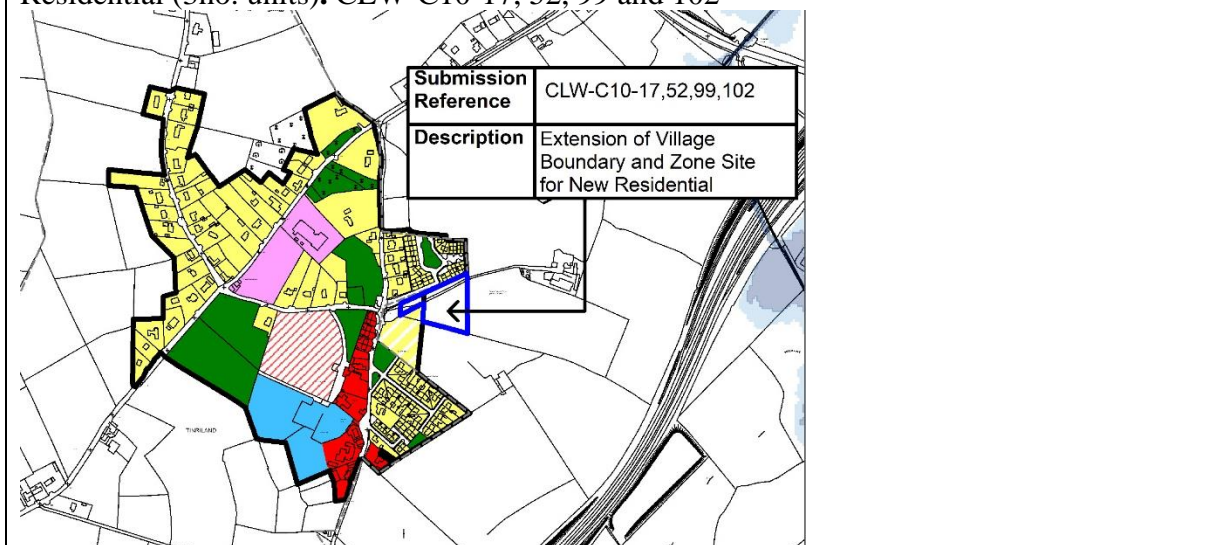 Residential (5no. units). CLW-C10-17, 52, 99 and 102
Submission Reference
CLW-C10-17,52,99,102
Description
Extension of Village
Boundary and Zone Site
for New Residential
TINRILAND